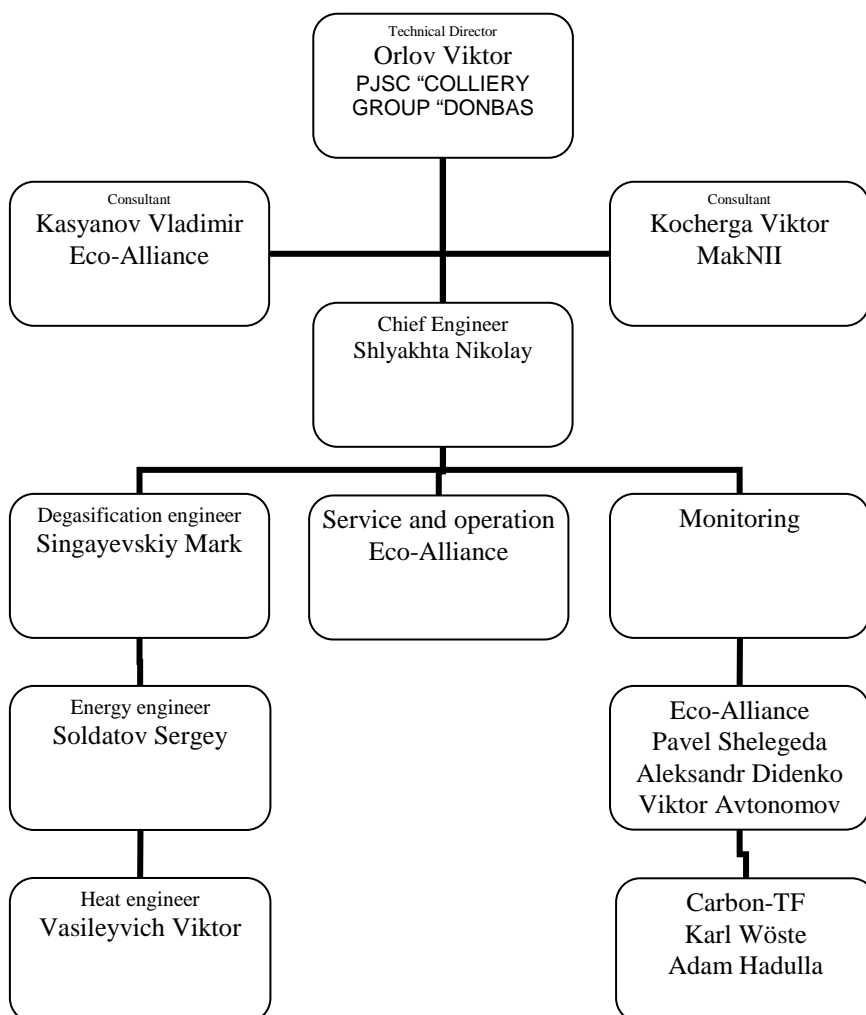 Technical Director
Orlov Viktor
PJSC “COLLIERY
GROUP “DONBAS
Consultant
Kasyanov Vladimir
Eco-Alliance
Consultant
Kocherga Viktor
MakNII
Chief Engineer
Shlyakhta Nikolay
Degasification engineer
Singayevskiy Mark
Service and operation
Eco-Alliance
Monitoring
Energy engineer
Soldatov Sergey
Eco-Alliance
Pavel Shelegeda
Aleksandr Didenko
Viktor Avtonomov
Heat engineer
Vasileyvich Viktor
Carbon-TF
Karl Wöste
Adam Hadulla